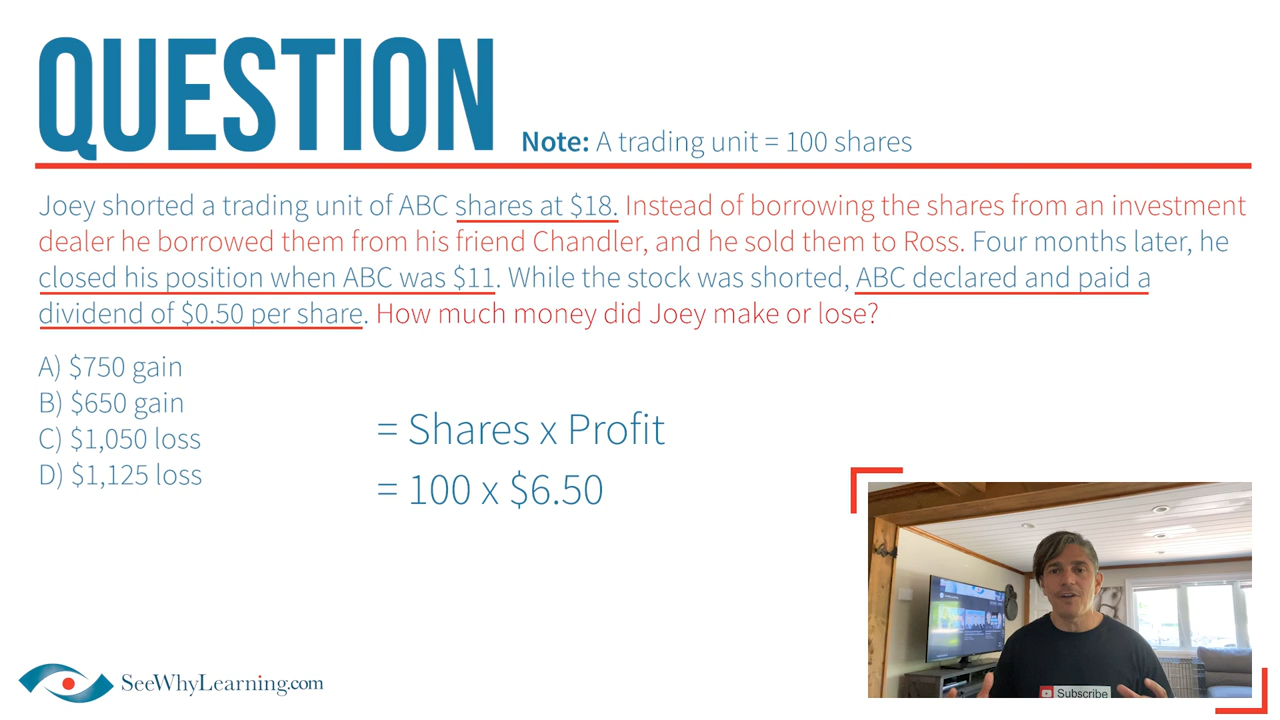 QUESTION
Note: A trading unit = 100 shares
Joey shorted a trading unit of ABC shares at $18. Instead of borrowing the shares from an investment
dealer he borrowed them from his friend Chandler, and he sold them to Ross. Four months later, he
closed his position when ABC was $11. While the stock was shorted, ABC declared and paid a
dividend of $0.50 per share. How much money did Joey make or lose?
A) $750 gain
B) $650 gain
C) $1,050 loss
D) $1,125 loss
= Shares x Profit
= 100 x $6.50
Subscribe
SeeWhyLearning.com